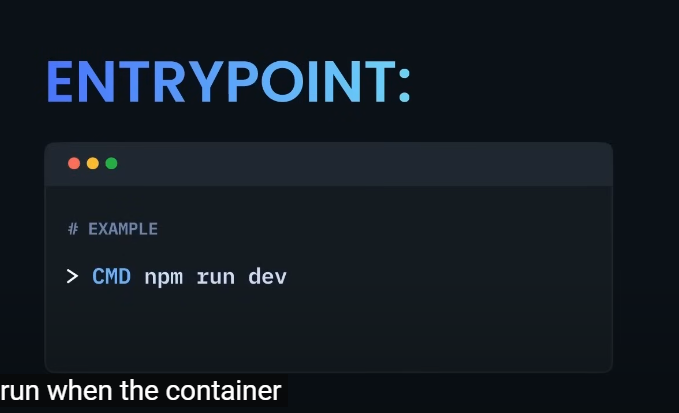 ENTRYPOINT:
# EXAMPLE
> CMD npm run dev
run when the container